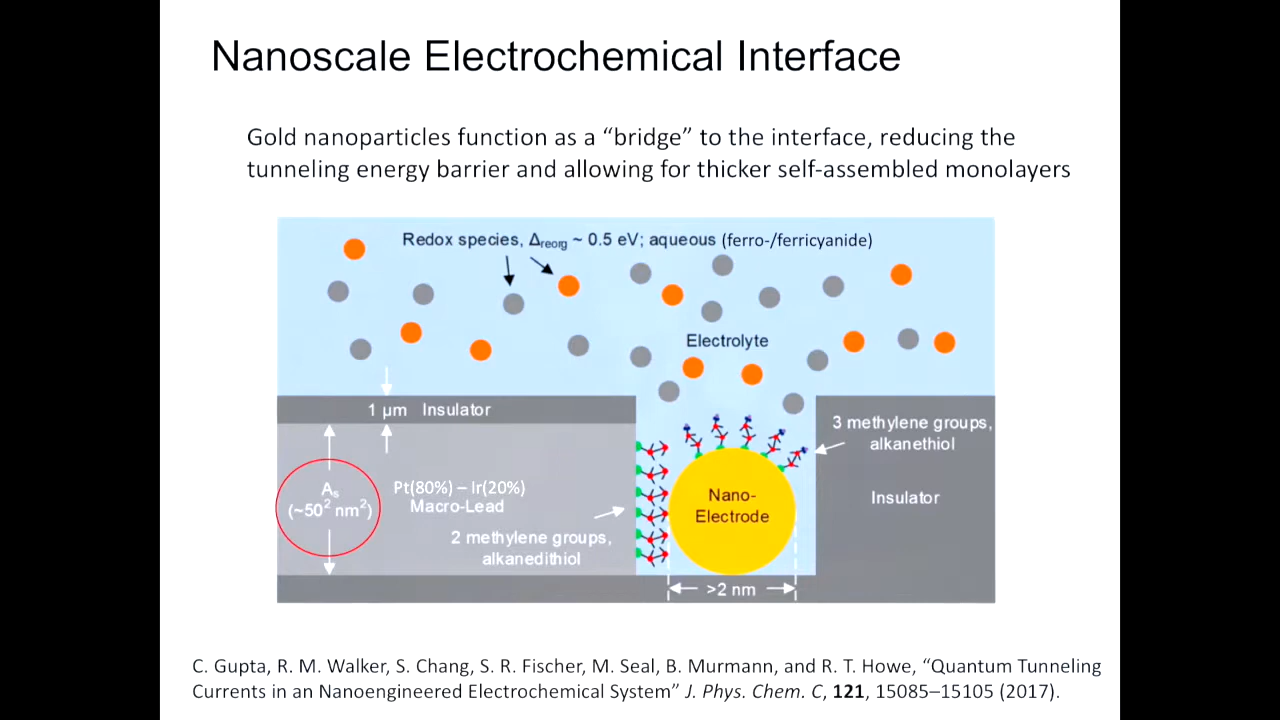 Nanoscale Electrochemical Interface
Gold nanoparticles function as a “bridge” to the interface, reducing the
tunneling energy barrier and allowing for thicker self-assembled monolayers
Redox species, Δreorg ~ 0.5 eV; aqueous (ferro-/ferricyanide)
Electrolyte
1 µm Insulator
3 methylene groups,
alkanethiol
As
(~50² nm²)
Pt(80%) – Ir(20%)
Macro-Lead
2 methylene groups,
alkanedithiol
Nano-
Electrode
Insulator
>2 nm
C. Gupta, R. M. Walker, S. Chang, S. R. Fischer, M. Seal, B. Murmann, and R. T. Howe, “Quantum Tunneling
Currents in an Nanoengineered Electrochemical System” J. Phys. Chem. C, 121, 15085–15105 (2017).